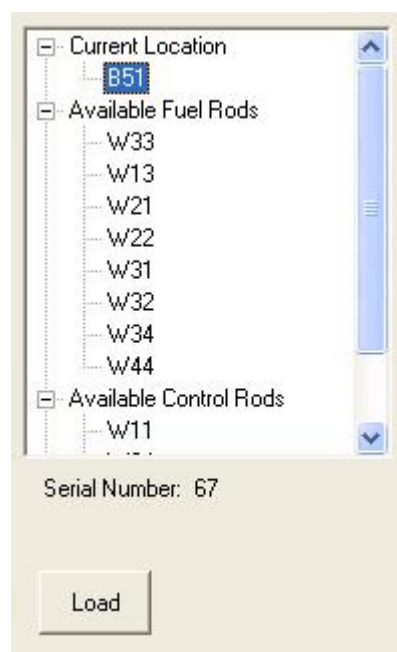 Current Location
B51
Available Fuel Rods
W33
W13
W21
W22
W31
W32
W34
W44
Available Control Rods
W11
Serial Number: 67
Load